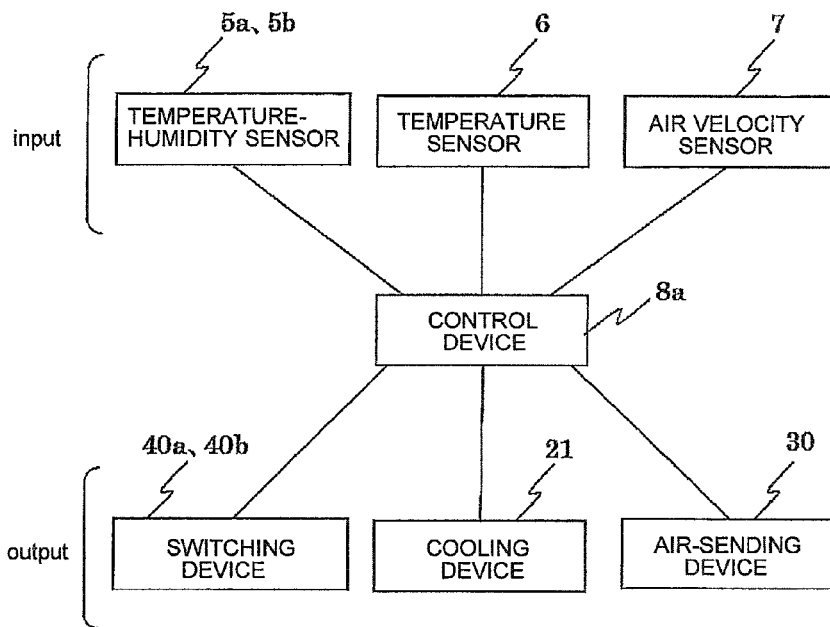 5a、5b
6
7
input
TEMPERATURE-
HUMIDITY SENSOR
TEMPERATURE
SENSOR
AIR VELOCITY
SENSOR
CONTROL
DEVICE
8a
40a、40b
21
30
output
SWITCHING
DEVICE
COOLING
DEVICE
AIR-SENDING
DEVICE